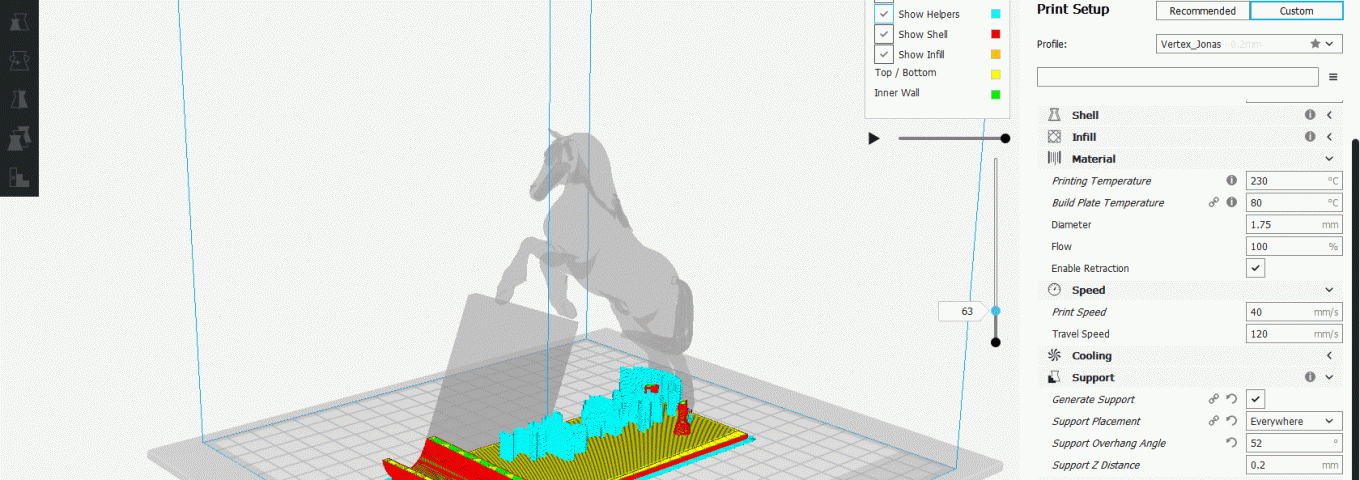 Show Helpers
Show Shell
Show Infill
Top / Bottom
Inner Wall
63
Print Setup
Recommended Custom
Profile: Vertex_Jonas - 0.2mm
Shell
Infill
Material
Printing Temperature 230 °C
Build Plate Temperature 80 °C
Diameter 1.75 mm
Flow 100 %
Enable Retraction
Speed
Print Speed 40 mm/s
Travel Speed 120 mm/s
Cooling
Support
Generate Support
Support Placement Everywhere
Support Overhang Angle 52 °
Support Z Distance 0.2 mm